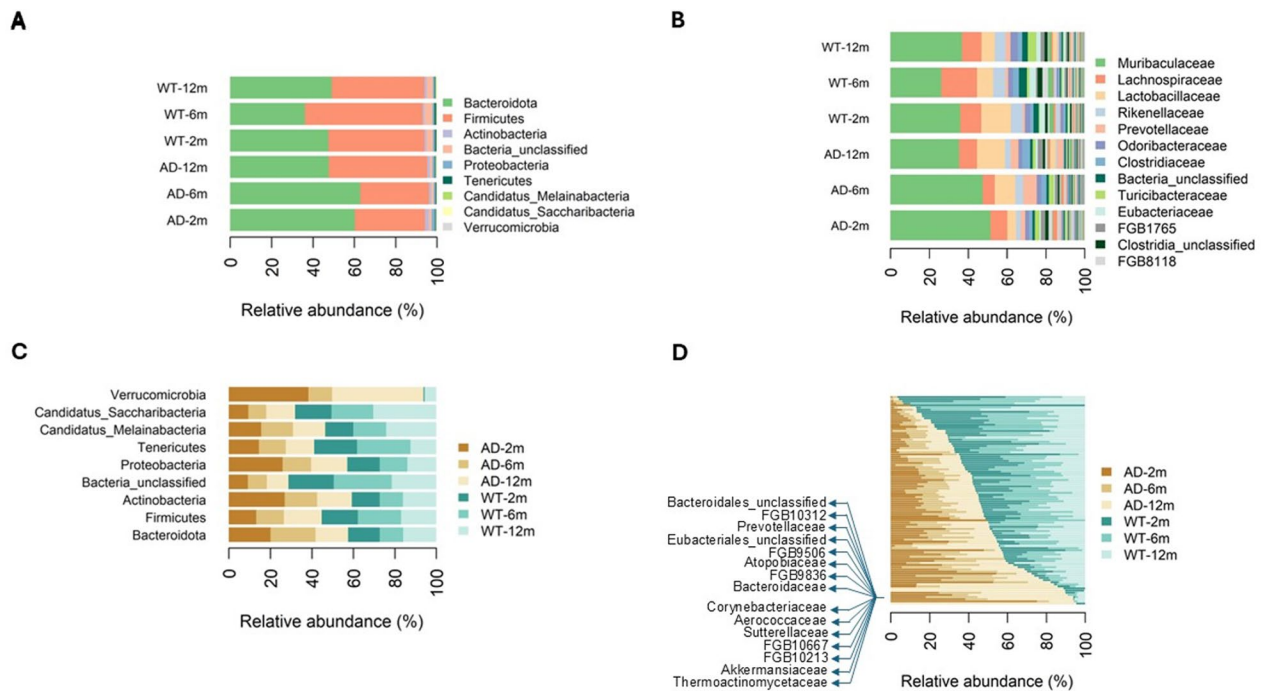 A
WT-12m
WT-6m
WT-2m
AD-12m
AD-6m
AD-2m
0 20 40 60 80 100
Relative abundance (%)
Bacteroidota
Firmicutes
Actinobacteria
Bacteria_unclassified
Proteobacteria
Tenericutes
Candidatus_Melainabacteria
Candidatus_Saccharibacteria
Verrucomicrobia
B
WT-12m
WT-6m
WT-2m
AD-12m
AD-6m
AD-2m
0 20 40 60 80 100
Relative abundance (%)
Muribaculaceae
Lachnospiraceae
Lactobacillaceae
Rikenellaceae
Prevotellaceae
Odoribacteraceae
Clostridiaceae
Bacteria_unclassified
Turicibacteraceae
Eubacteriaceae
FGB1765
Clostridia_unclassified
FGB8118
C
Verrucomicrobia
Candidatus_Saccharibacteria
Candidatus_Melainabacteria
Tenericutes
Proteobacteria
Bacteria_unclassified
Actinobacteria
Firmicutes
Bacteroidota
0 20 40 60 80 100
Relative abundance (%)
AD-2m
AD-6m
AD-12m
WT-2m
WT-6m
WT-12m
D
Bacteroidales_unclassified
FGB10312
Prevotellaceae
Eubacteriales_unclassified
FGB9506
Atopobiaceae
FGB9836
Bacteroidaceae
Corynebacteriaceae
Aerococcaceae
Sutterellaceae
FGB10667
FGB10213
Akkermansiaceae
Thermoactinomycetaceae
0 20 40 60 80 100
Relative abundance (%)
AD-2m
AD-6m
AD-12m
WT-2m
WT-6m
WT-12m